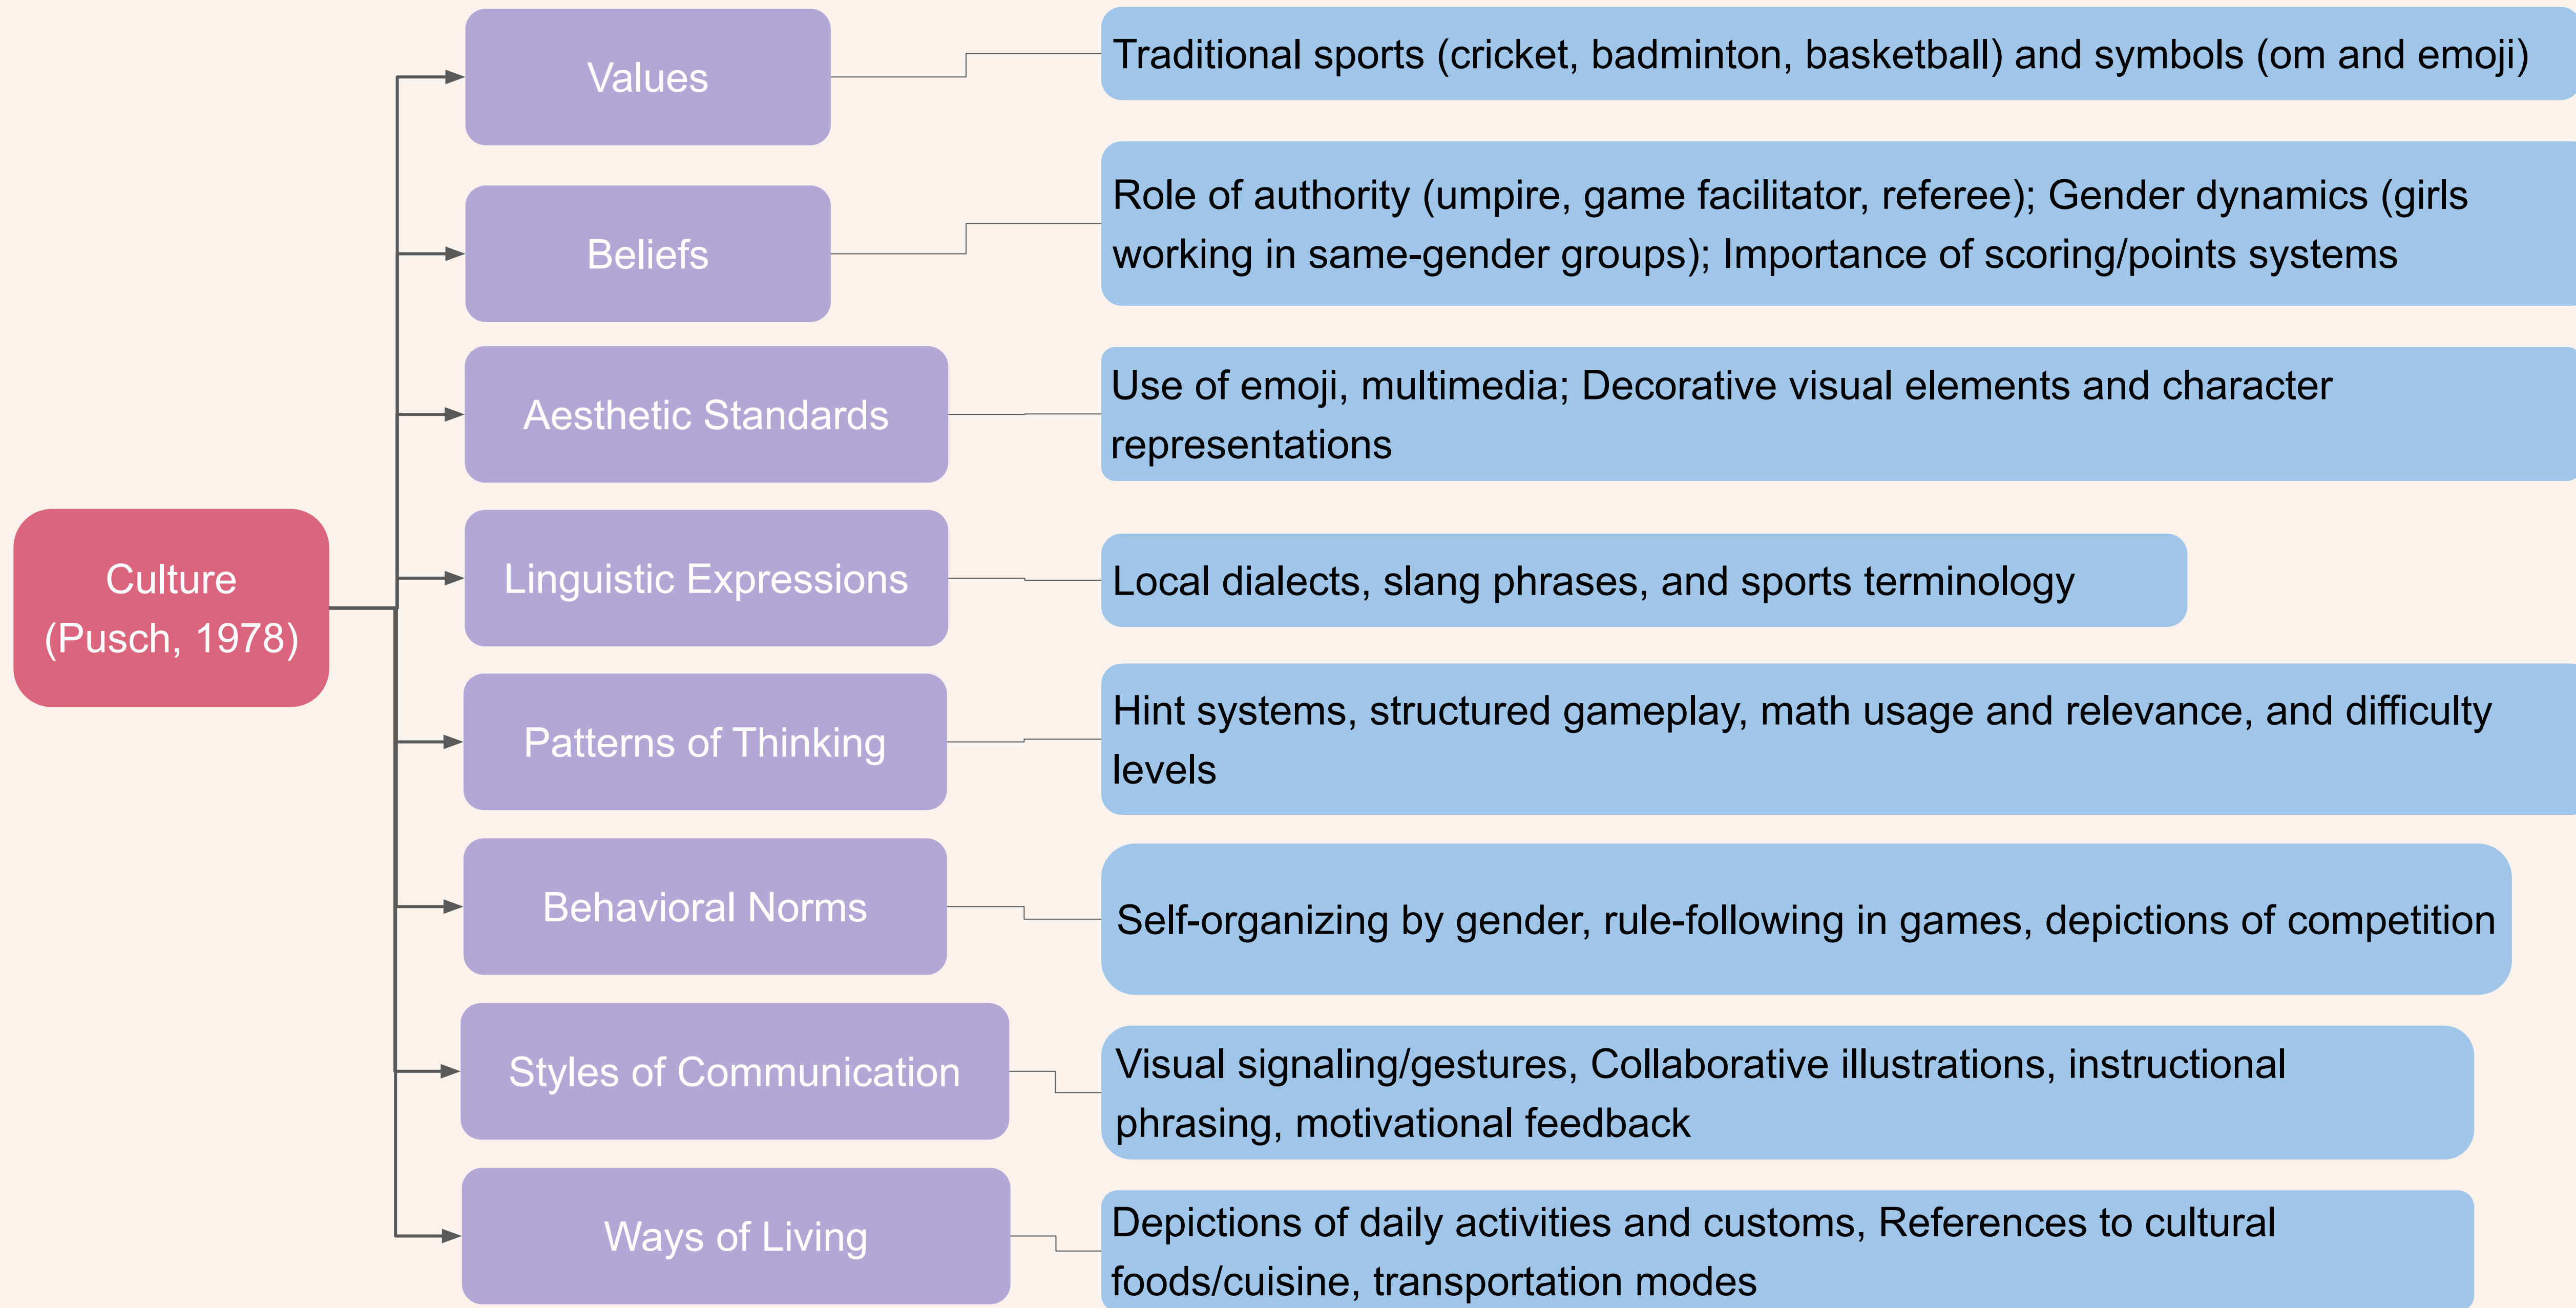 Culture
(Pusch, 1978)
Values
Traditional sports (cricket, badminton, basketball) and symbols (om and emoji)
Beliefs
Role of authority (umpire, game facilitator, referee); Gender dynamics (girls
working in same-gender groups); Importance of scoring/points systems
Aesthetic Standards
Use of emoji, multimedia; Decorative visual elements and character
representations
Linguistic Expressions
Local dialects, slang phrases, and sports terminology
Patterns of Thinking
Hint systems, structured gameplay, math usage and relevance, and difficulty
levels
Behavioral Norms
Self-organizing by gender, rule-following in games, depictions of competition
Styles of Communication
Visual signaling/gestures, Collaborative illustrations, instructional
phrasing, motivational feedback
Ways of Living
Depictions of daily activities and customs, References to cultural
foods/cuisine, transportation modes